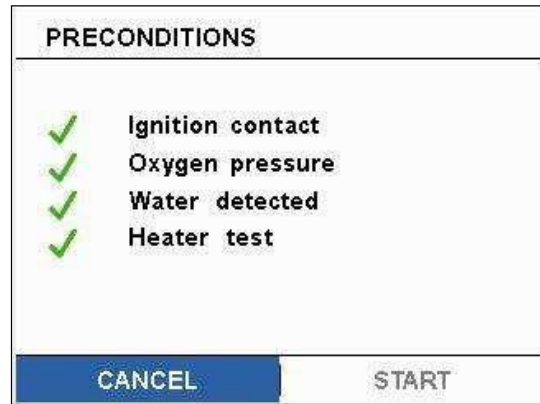 PRECONDITIONS
Ignition contact
Oxygen pressure
Water detected
Heater test
CANCEL START